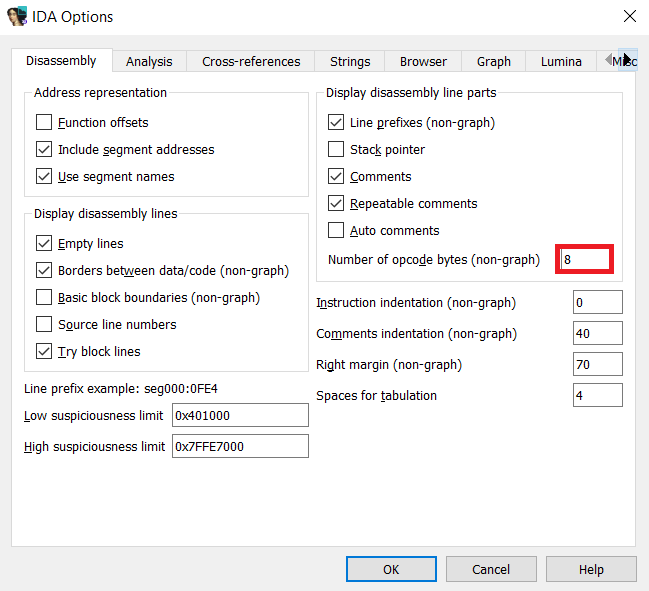 IDA Options
Disassembly Analysis Cross-references Strings Browser Graph Lumina Misc
Address representation
Function offsets
Include segment addresses
Use segment names
Display disassembly lines
Empty lines
Borders between data/code (non-graph)
Basic block boundaries (non-graph)
Source line numbers
Try block lines
Line prefix example: seg000:0FE4
Low suspiciousness limit 0x401000
High suspiciousness limit 0x7FFE7000
Display disassembly line parts
Line prefixes (non-graph)
Stack pointer
Comments
Repeatable comments
Auto comments
Number of opcode bytes (non-graph) 8
Instruction indentation (non-graph) 0
Comments indentation (non-graph) 40
Right margin (non-graph) 70
Spaces for tabulation 4
OK Cancel Help